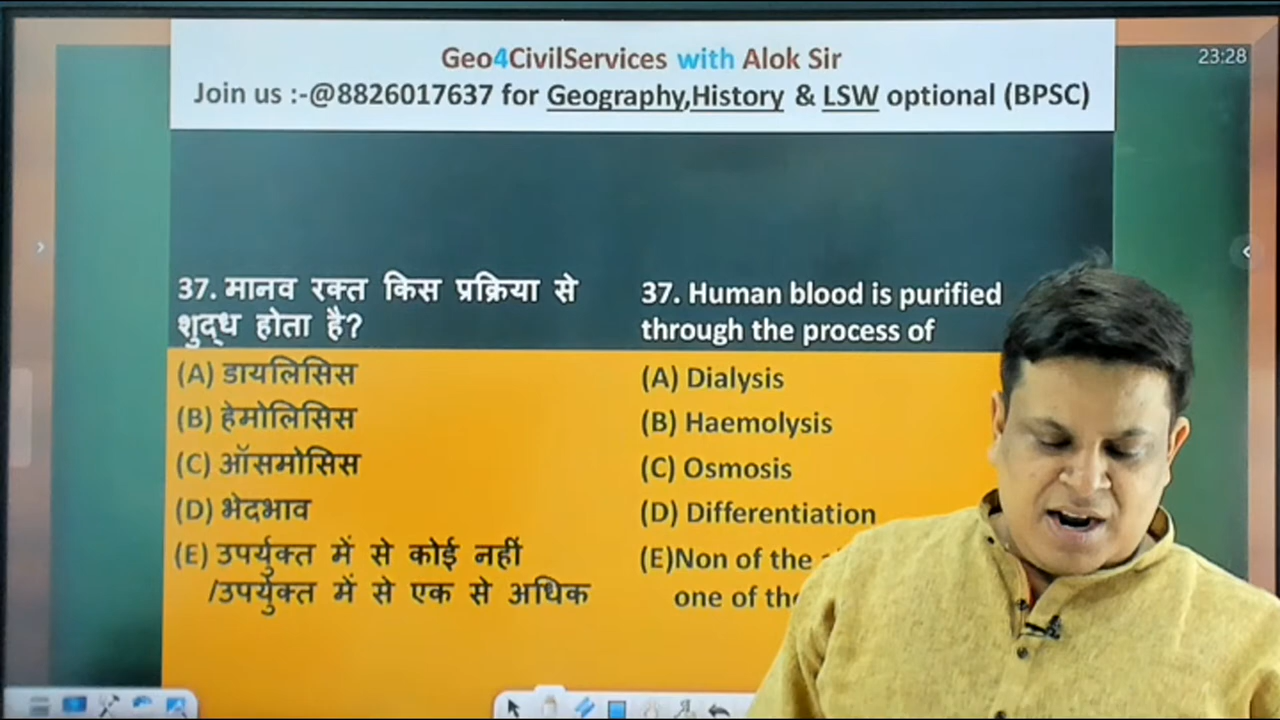 Geo4CivilServices with Alok Sir
Join us :-@8826017637 for Geography,History & LSW optional (BPSC)
23:28
37. मानव रक्त किस प्रक्रिया से
शुद्ध होता है?
(A) डायलिसिस
(B) हेमोलिसिस
(C) ऑसमोसिस
(D) भेदभाव
(E) उपर्युक्त में से कोई नहीं
/उपर्युक्त में से एक से अधिक
37. Human blood is purified
through the process of
(A) Dialysis
(B) Haemolysis
(C) Osmosis
(D) Differentiation
(E)Non of the
one of the